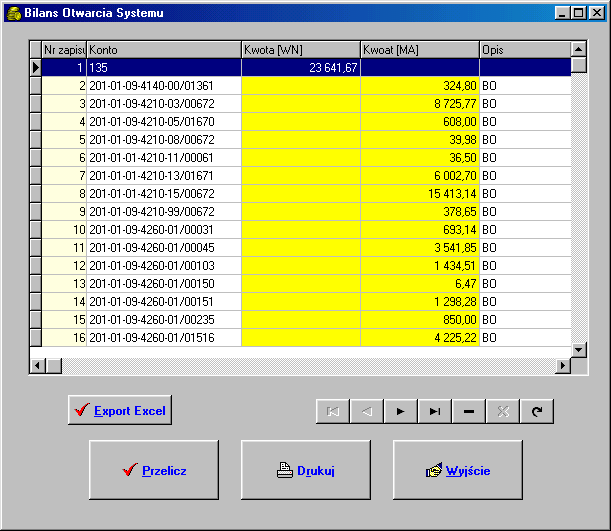 Bilans Otwarcia Systemu
Nr zapisu Konto Kwota [WN] Kwoat [MA] Opis
1 135 23 641,67
2 201-01-09-4140-00/01361 324,80 BO
3 201-01-09-4210-03/00672 8 725,77 BO
4 201-01-09-4210-05/01670 608,00 BO
5 201-01-09-4210-08/00672 39,98 BO
6 201-01-01-4210-11/00061 36,50 BO
7 201-01-01-4210-13/01671 6 002,70 BO
8 201-01-01-4210-15/00672 15 413,14 BO
9 201-01-09-4210-99/00672 378,65 BO
10 201-01-09-4260-01/00031 693,14 BO
11 201-01-09-4260-01/00045 3 541,85 BO
12 201-01-09-4260-01/00103 1 434,51 BO
13 201-01-09-4260-01/00150 6,47 BO
14 201-01-09-4260-01/00151 1 298,28 BO
15 201-01-09-4260-01/00235 850,00 BO
16 201-01-09-4260-01/01516 4 225,22 BO
Export Excel
Przelicz Drukuj Wyjście